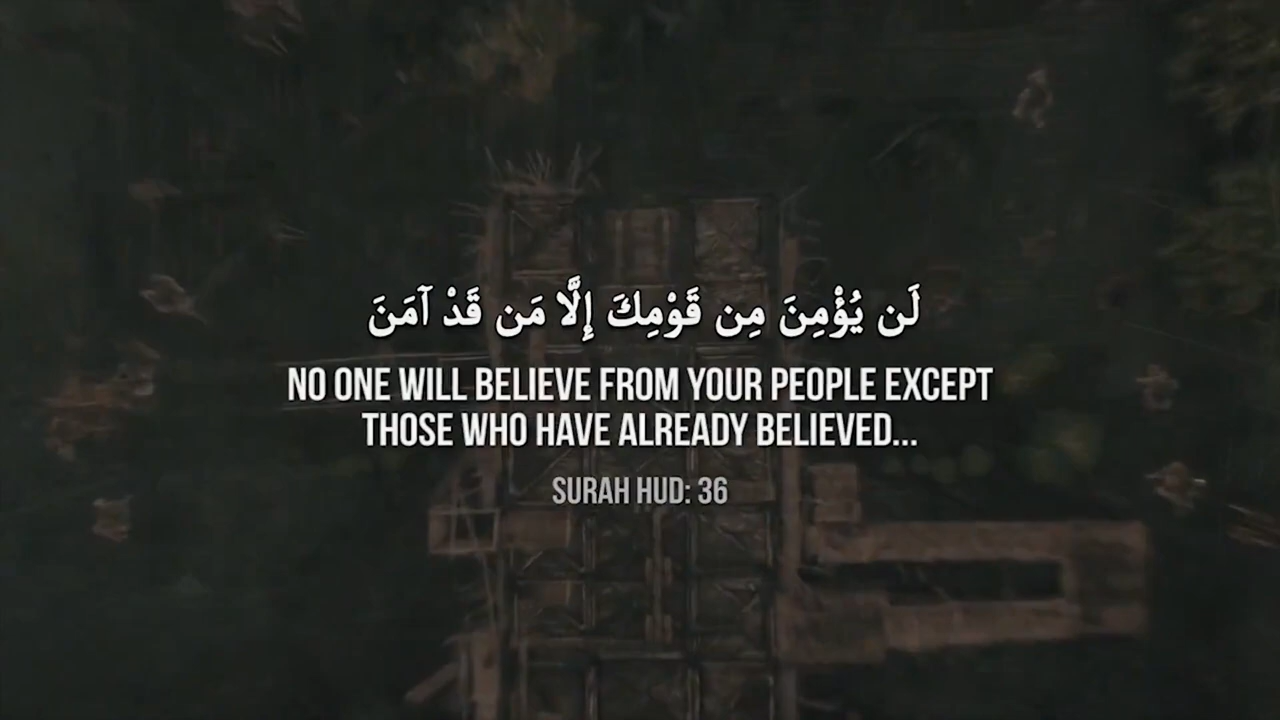 لَن يُؤْمِنَ مِن قَوْمِكَ إِلَّا مَن قَدْ آمَنَ
NO ONE WILL BELIEVE FROM YOUR PEOPLE EXCEPT
THOSE WHO HAVE ALREADY BELIEVED...
SURAH HUD: 36